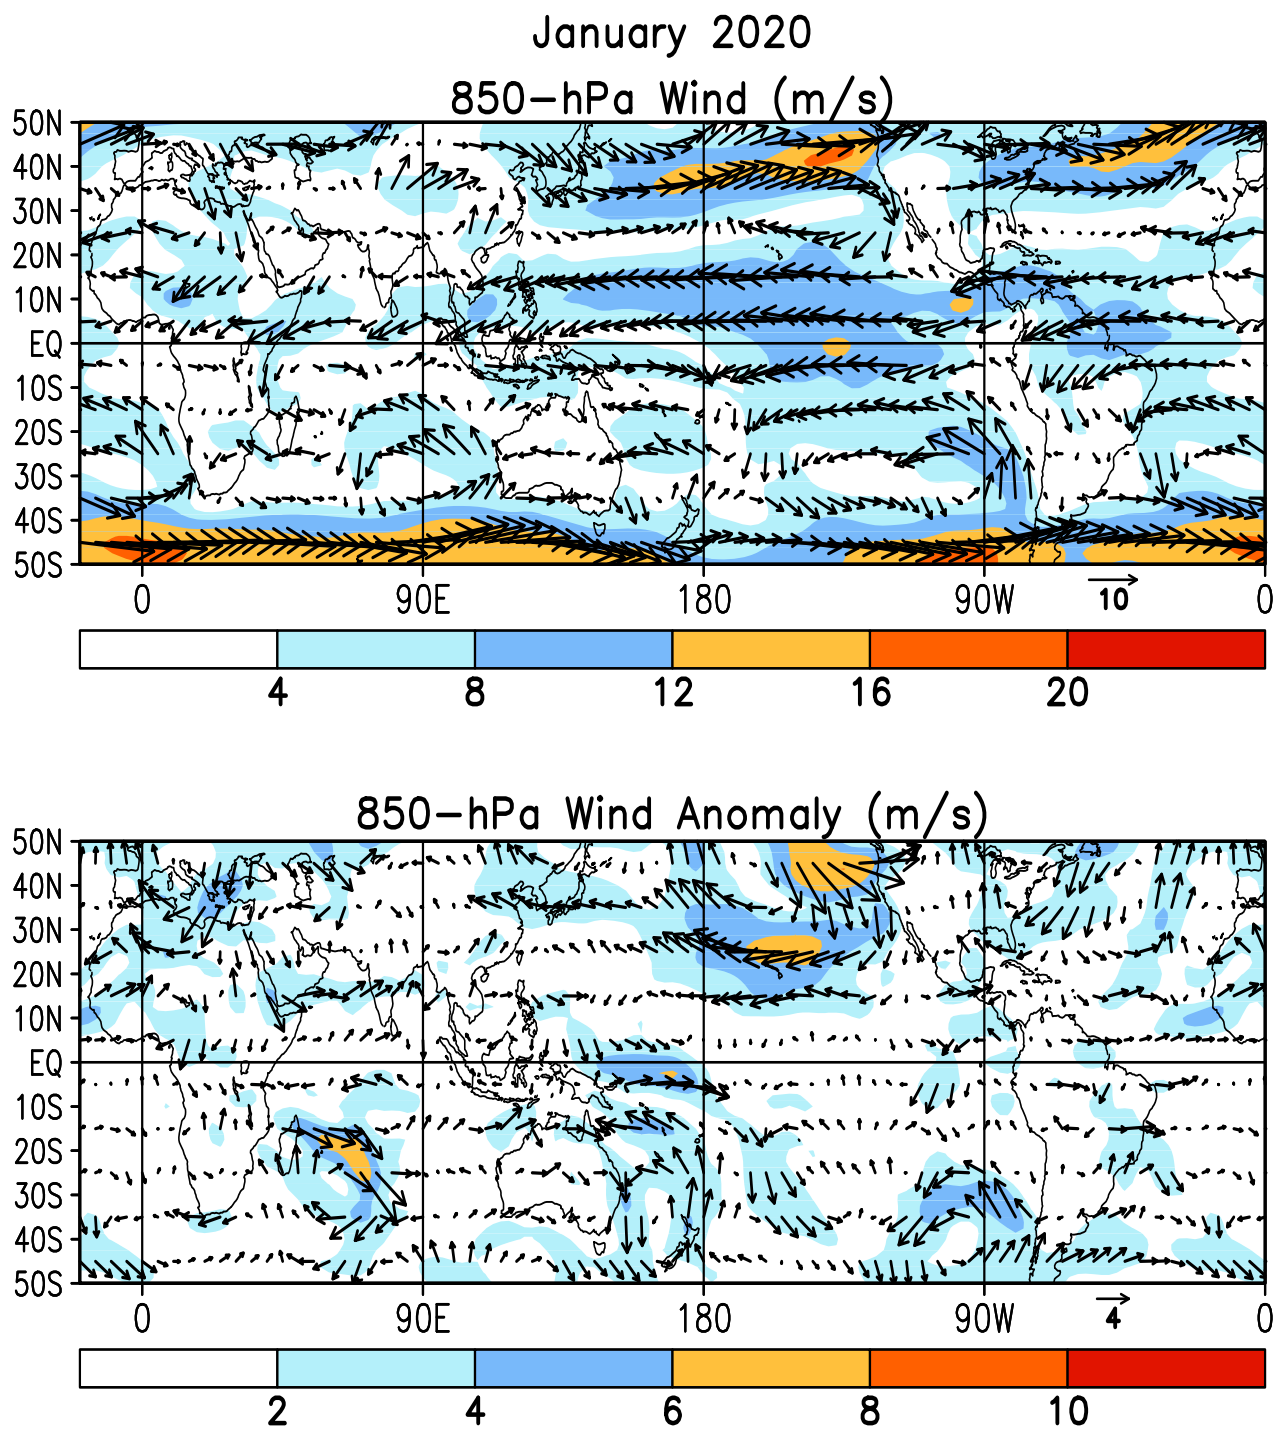 January 2020
850-hPa Wind (m/s)
50N
40N
30N
20N
10N
EQ
10S
20S
30S
40S
50S
0 90E 180 90W 0
10
4 8 12 16 20
850-hPa Wind Anomaly (m/s)
50N
40N
30N
20N
10N
EQ
10S
20S
30S
40S
50S
0 90E 180 90W 0
4
2 4 6 8 10